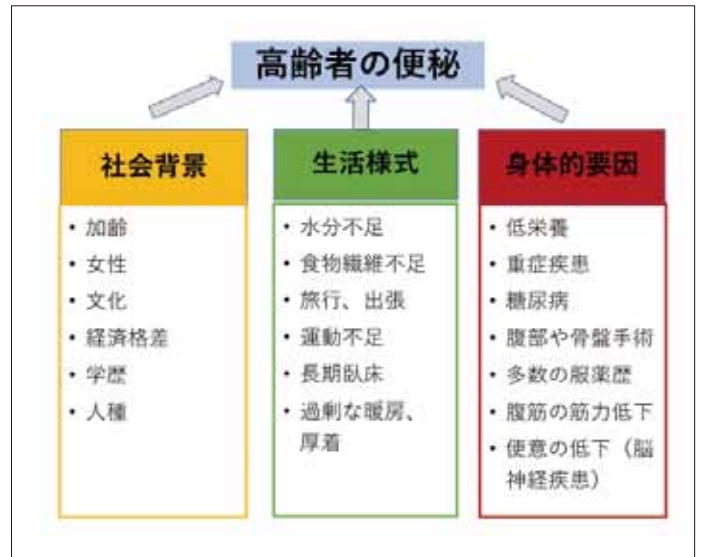 高齢者の便秘
社会背景
• 加齢
• 女性
• 文化
• 経済格差
• 学歴
• 人種
生活様式
• 水分不足
• 食物繊維不足
• 旅行、出張
• 運動不足
• 長期臥床
• 過剰な暖房、
厚着
身体的要因
• 低栄養
• 重症疾患
• 糖尿病
• 腹部や骨盤手術
• 多数の服薬歴
• 腹筋の筋力低下
• 便意の低下（脳
神経疾患）